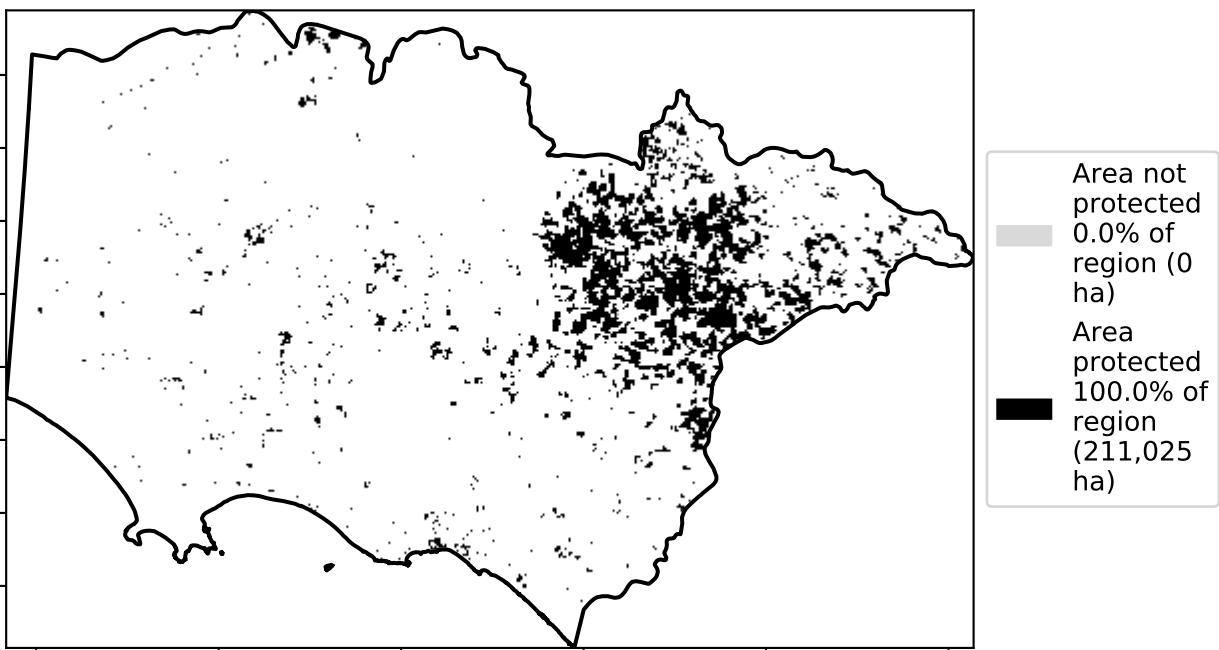 Area not
protected
0.0% of
region (0
ha)
Area
protected
100.0% of
region
(211,025
ha)